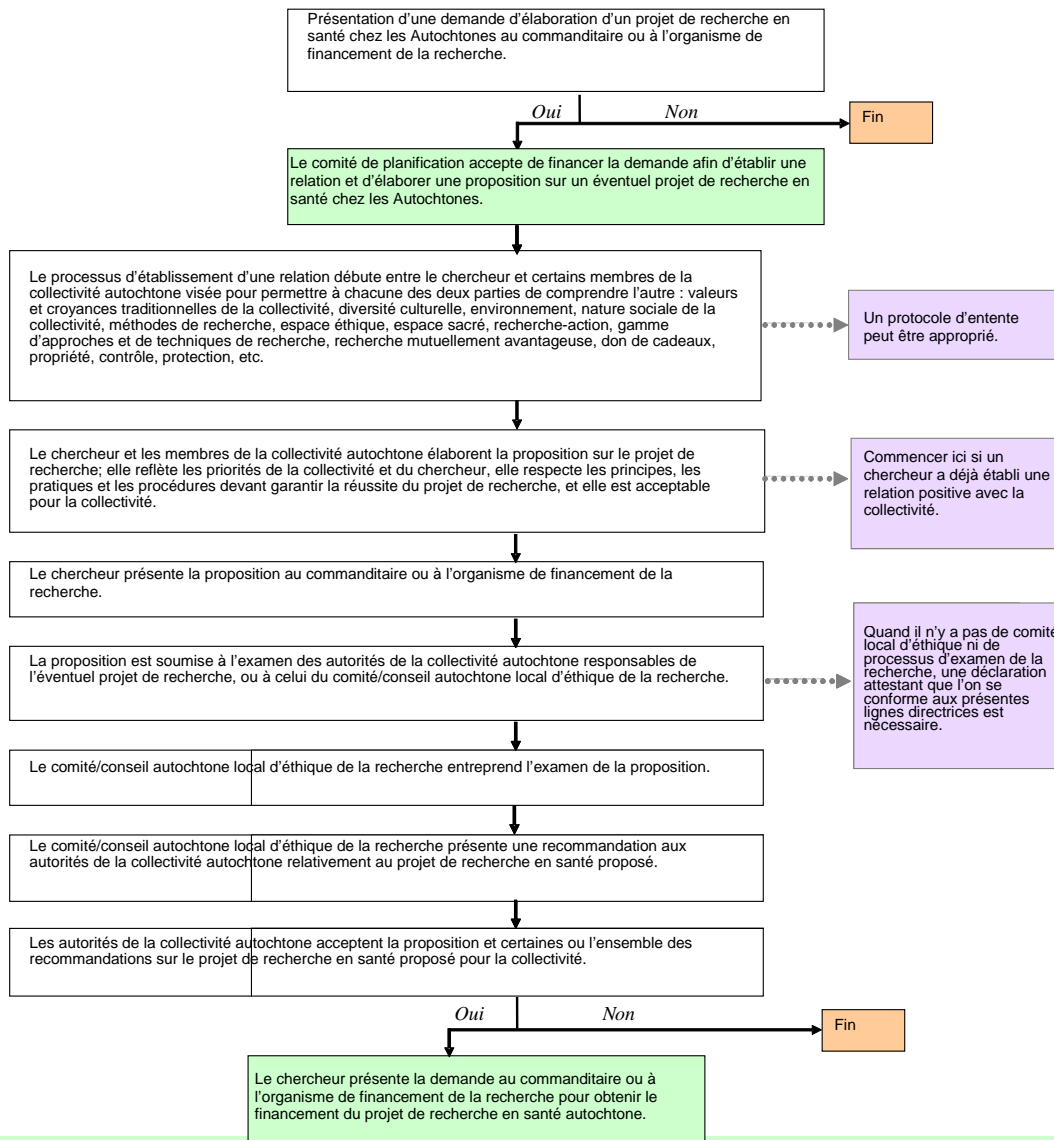 Présentation d’une demande d’élaboration d’un projet de recherche en
santé chez les Autochtones au commanditaire ou à l’organisme de
financement de la recherche.
Oui
Non
Fin
Le comité de planification accepte de financer la demande afin d’établir une
relation et d’élaborer une proposition sur un éventuel projet de recherche en
santé chez les Autochtones.
Le processus d’établissement d’une relation débute entre le chercheur et certains membres de la
collectivité autochtone visée pour permettre à chacune des deux parties de comprendre l’autre : valeurs
et croyances traditionnelles de la collectivité, diversité culturelle, environnement, nature sociale de la
collectivité, méthodes de recherche, espace éthique, espace sacré, recherche-action, gamme
d’approches et de techniques de recherche, recherche mutuellement avantageuse, don de cadeaux,
propriété, contrôle, protection, etc.
Un protocole d’entente
peut être approprié.
Le chercheur et les membres de la collectivité autochtone élaborent la proposition sur le projet de
recherche; elle reflète les priorités de la collectivité et du chercheur, elle respecte les principes, les
pratiques et les procédures devant garantir la réussite du projet de recherche, et elle est acceptable
pour la collectivité.
Commencer ici si un
chercheur a déjà établi une
relation positive avec la
collectivité.
Le chercheur présente la proposition au commanditaire ou à l’organisme de financement de la
recherche.
La proposition est soumise à l’examen des autorités de la collectivité autochtone responsables de
l’éventuel projet de recherche, ou à celui du comité/conseil autochtone local d’éthique de la recherche.
Quand il n’y a pas de comité
local d’éthique ni de
processus d’examen de la
recherche, une déclaration
attestant que l’on se
conforme aux présentes
lignes directrices est
nécessaire.
Le comité/conseil autochtone local d’éthique de la recherche entreprend l’examen de la proposition.
Le comité/conseil autochtone local d’éthique de la recherche présente une recommandation aux
autorités de la collectivité autochtone relativement au projet de recherche en santé proposé.
Les autorités de la collectivité autochtone acceptent la proposition et certaines ou l’ensemble des
recommandations sur le projet de recherche en santé proposé pour la collectivité.
Oui
Non
Fin
Le chercheur présente la demande au commanditaire ou à
l’organisme de financement de la recherche pour obtenir le
financement du projet de recherche en santé autochtone.